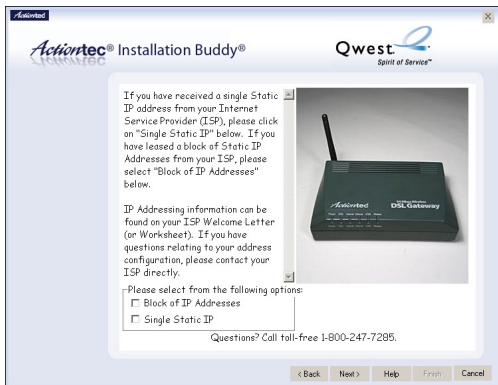 Actiontec
Actiontec® Installation Buddy®
Qwest.
Spirit of Service™
If you have received a single Static
IP address from your Internet
Service Provider (ISP), please click
on "Single Static IP" below. If you
have leased a block of Static IP
Addresses from your ISP, please
select "Block of IP Addresses"
below.
IP Addressing information can be
found on your ISP Welcome Letter
(or Worksheet). If you have
questions relating to your address
configuration, please contact your
ISP directly.
Actiontec
DSL Gateway
Please select from the following options:
Block of IP Addresses
Single Static IP
Questions? Call toll-free 1-800-247-7285.
< Back
Next >
Help
Finish
Cancel